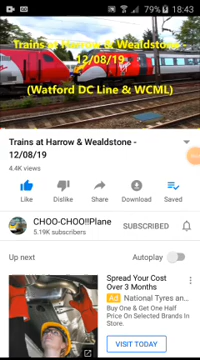 79% 18:43
Trains at Harrow & Wealdstone -
12/08/19
(Watford DC Line & WCML)
Trains at Harrow & Wealdstone -
12/08/19
4.4K views
Like Dislike Share Download Saved
CHOO-CHOO!!Plane SUBSCRIBED
5.19K subscribers
Up next Autoplay
Spread Your Cost
Over 3 Months
Ad National Tyres an...
Buy One & Get One Half
Price On Selected Brands In
Store.
VISIT TODAY